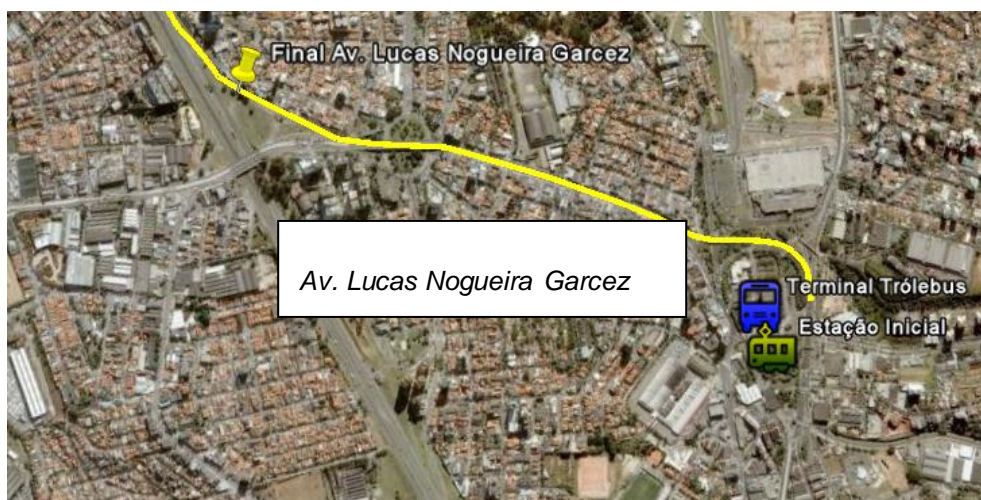 Final Av. Lucas Nogueira Garcez
Av. Lucas Nogueira Garcez
Terminal Trólebus
Estação Inicial